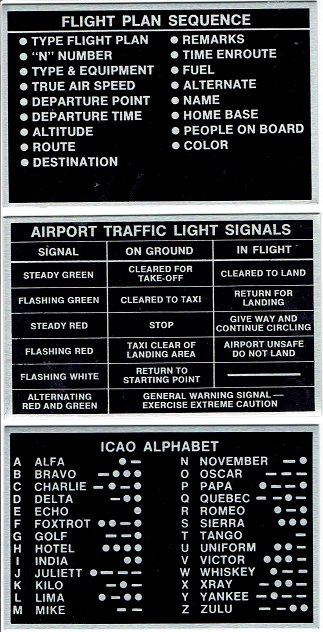 FLIGHT PLAN SEQUENCE
● TYPE FLIGHT PLAN
● "N" NUMBER
● TYPE & EQUIPMENT
● TRUE AIR SPEED
● DEPARTURE POINT
● DEPARTURE TIME
● ALTITUDE
● ROUTE
● DESTINATION
● REMARKS
● TIME ENROUTE
● FUEL
● ALTERNATE
● NAME
● HOME BASE
● PEOPLE ON BOARD
● COLOR
AIRPORT TRAFFIC LIGHT SIGNALS
SIGNAL ON GROUND IN FLIGHT
STEADY GREEN CLEARED FOR TAKE-OFF CLEARED TO LAND
FLASHING GREEN CLEARED TO TAXI RETURN FOR LANDING
STEADY RED STOP GIVE WAY AND CONTINUE CIRCLING
FLASHING RED TAXI CLEAR OF LANDING AREA AIRPORT UNSAFE DO NOT LAND
FLASHING WHITE RETURN TO STARTING POINT
ALTERNATING RED AND GREEN GENERAL WARNING SIGNAL— EXERCISE EXTREME CAUTION
ICAO ALPHABET
A ALFA
B BRAVO
C CHARLIE
D DELTA
E ECHO
F FOXTROT
G GOLF
H HOTEL
I INDIA
J JULIETT
K KILO
L LIMA
M MIKE
N NOVEMBER
O OSCAR
P PAPA
Q QUEBEC
R ROMEO
S SIERRA
T TANGO
U UNIFORM
V VICTOR
W WHISKEY
X XRAY
Y YANKEE
Z ZULU